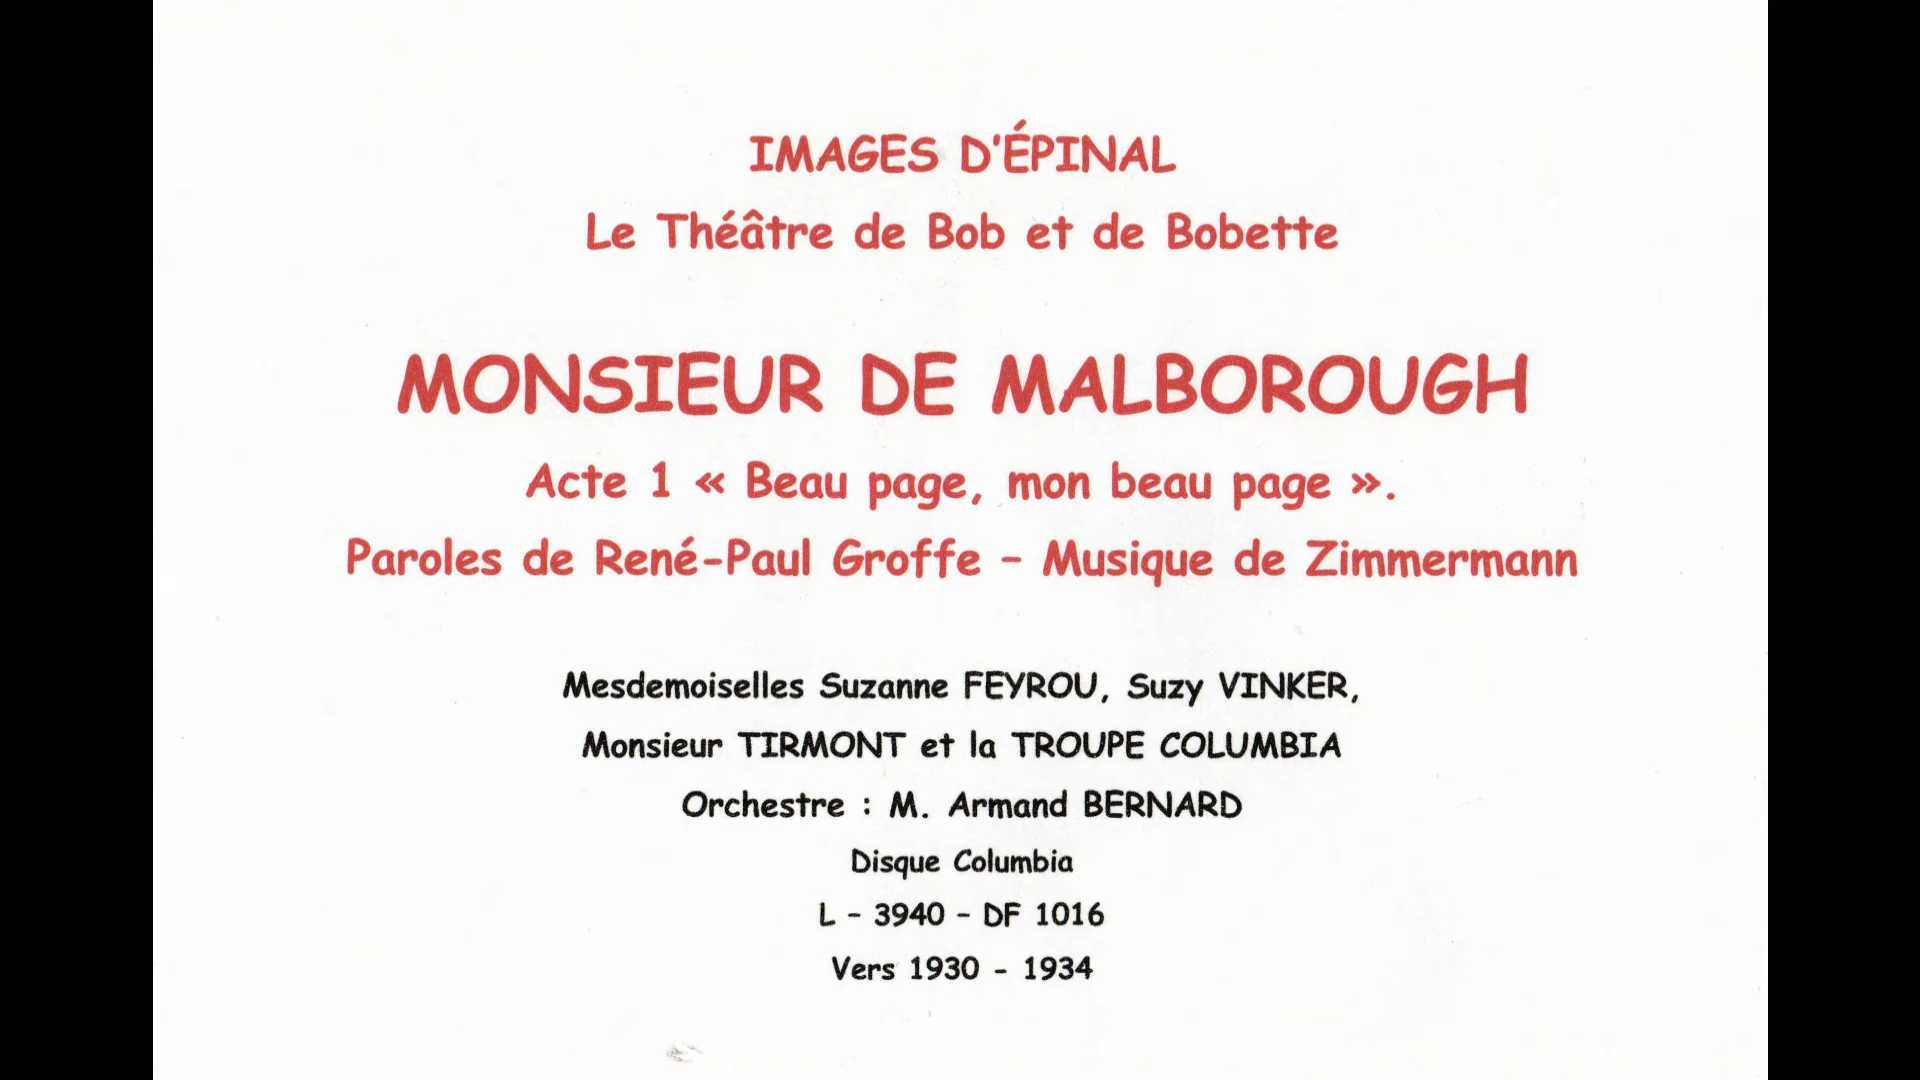 IMAGES D'ÉPINAL
Le Théâtre de Bob et de Bobette
MONSIEUR DE MALBOROUGH
Acte 1 « Beau page, mon beau page ».
Paroles de René-Paul Groffe – Musique de Zimmermann
Mesdemoiselles Suzanne FEYROU, Suzy VINKER,
Monsieur TIRMONT et la TROUPE COLUMBIA
Orchestre : M. Armand BERNARD
Disque Columbia
L – 3940 – DF 1016
Vers 1930 - 1934